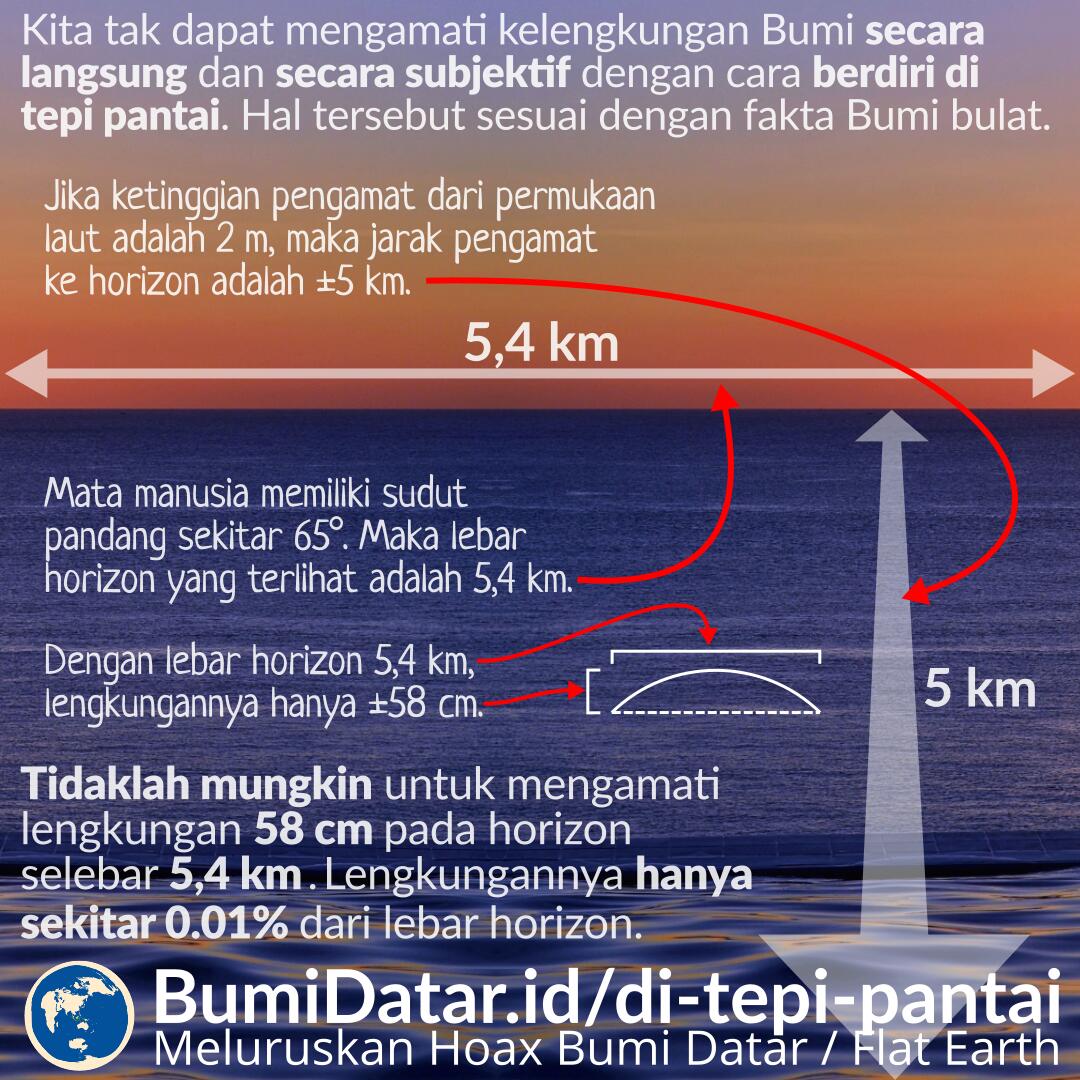 Kita tak dapat mengamati kelengkungan Bumi secara
langsung dan secara subjektif dengan cara berdiri di
tepi pantai. Hal tersebut sesuai dengan fakta Bumi bulat.
Jika ketinggian pengamat dari permukaan
laut adalah 2 m, maka jarak pengamat
ke horizon adalah ±5 km.
5,4 km
Mata manusia memiliki sudut
pandang sekitar 65°. Maka lebar
horizon yang terlihat adalah 5,4 km.
Dengan lebar horizon 5,4 km,
lengkungannya hanya ±58 cm.
5 km
Tidaklah mungkin untuk mengamati
lengkungan 58 cm pada horizon
selebar 5,4 km. Lengkungannya hanya
sekitar 0.01% dari lebar horizon.
BumiDatar.id/di-tepi-pantai
Meluruskan Hoax Bumi Datar / Flat Earth